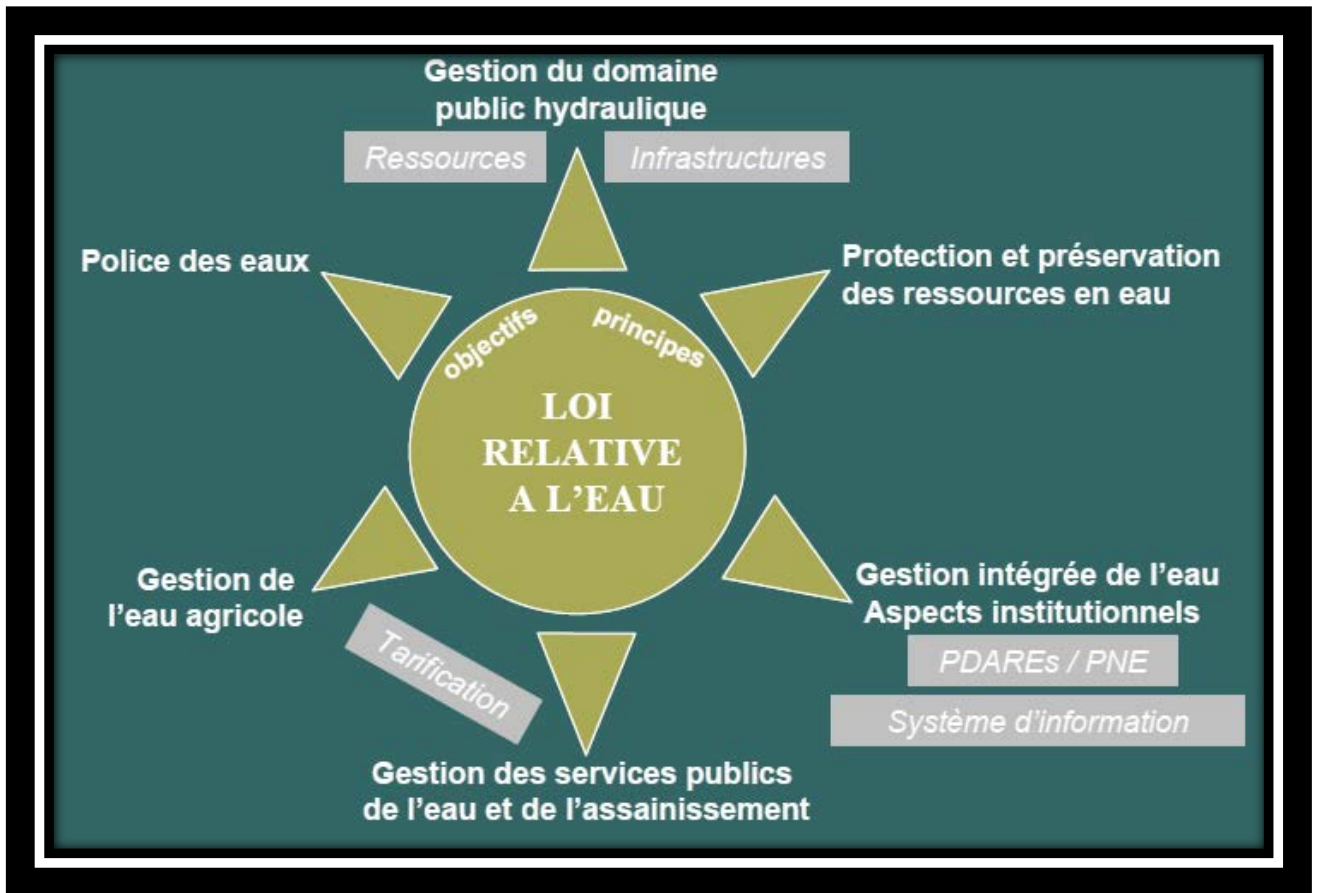 Gestion du domaine
public hydraulique
Ressources
Infrastructures
Police des eaux
Protection et préservation
des ressources en eau
objectifs
principes
LOI
RELATIVE
A L’EAU
Gestion de
l’eau agricole
Gestion intégrée de l’eau
Aspects institutionnels
PDAREs / PNE
Système d’information
Tarification
Gestion des services publics
de l’eau et de l’assainissement